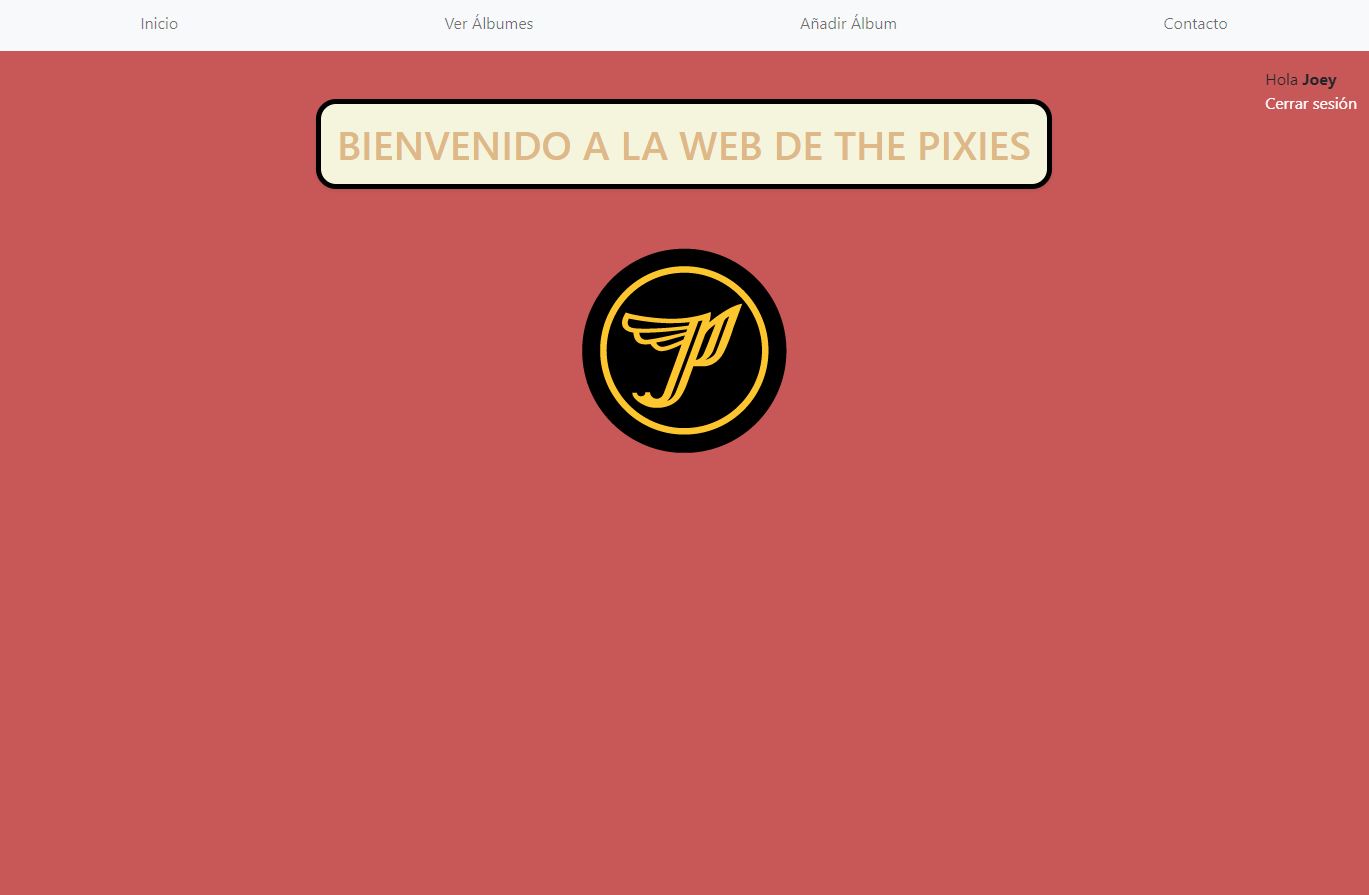 Inicio Ver Álbumes Añadir Álbum Contacto
Hola Joey
Cerrar sesión
BIENVENIDO A LA WEB DE THE PIXIES
P